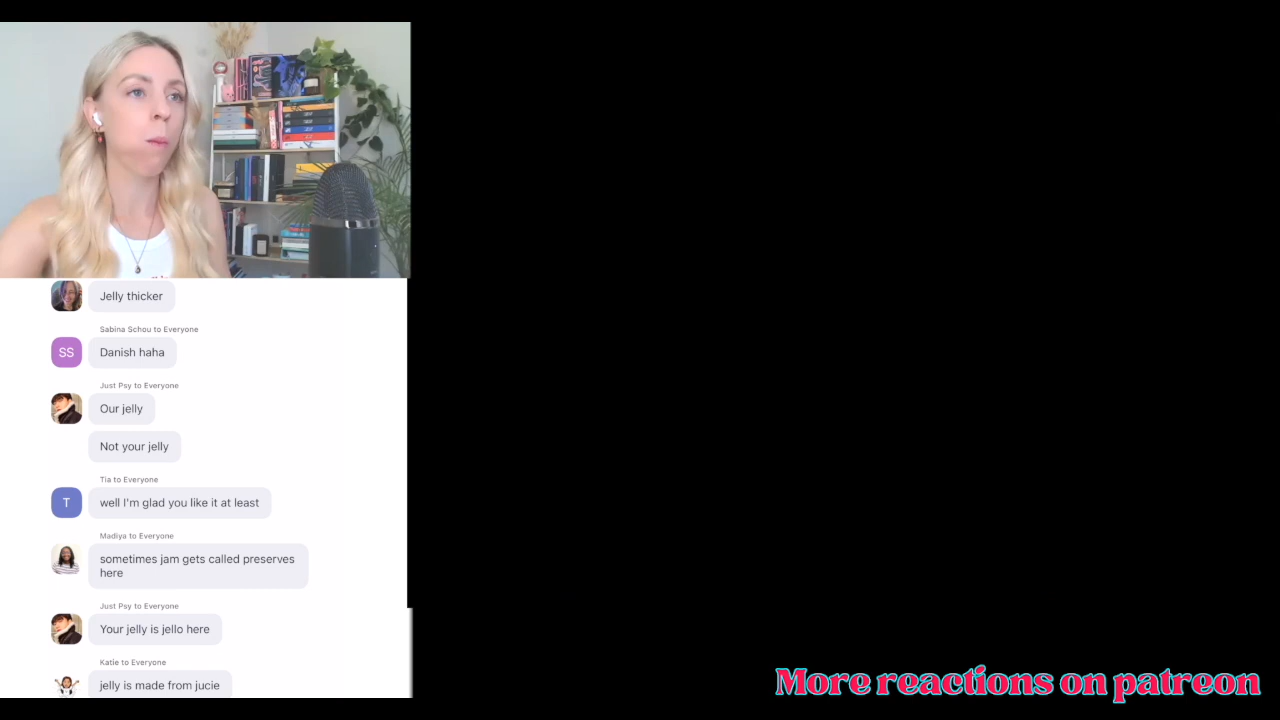 Jelly thicker
Sabina Schou to Everyone
SS
Danish haha
Just Psy to Everyone
Our jelly
Not your jelly
Tia to Everyone
T
well I'm glad you like it at least
Madiya to Everyone
sometimes jam gets called preserves
here
Just Psy to Everyone
Your jelly is jello here
Katie to Everyone
jelly is made from jucie
More reactions on patreon